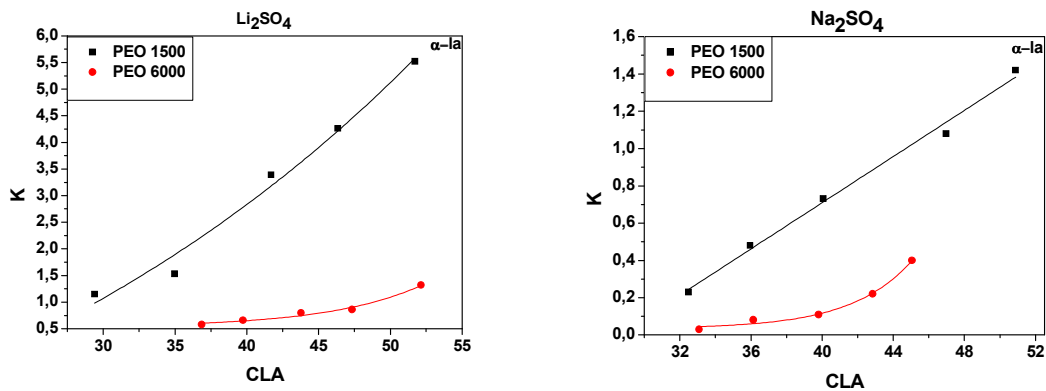 Li₂SO₄
6,0
5,5
5,0
4,5
4,0
3,5
3,0
2,5
2,0
1,5
1,0
0,5
K
PEO 1500
PEO 6000
α–la
30 35 40 45 50 55
CLA
Na₂SO₄
1,6
1,4
1,2
1,0
0,8
0,6
0,4
0,2
0,0
K
PEO 1500
PEO 6000
α–la
32 36 40 44 48 52
CLA